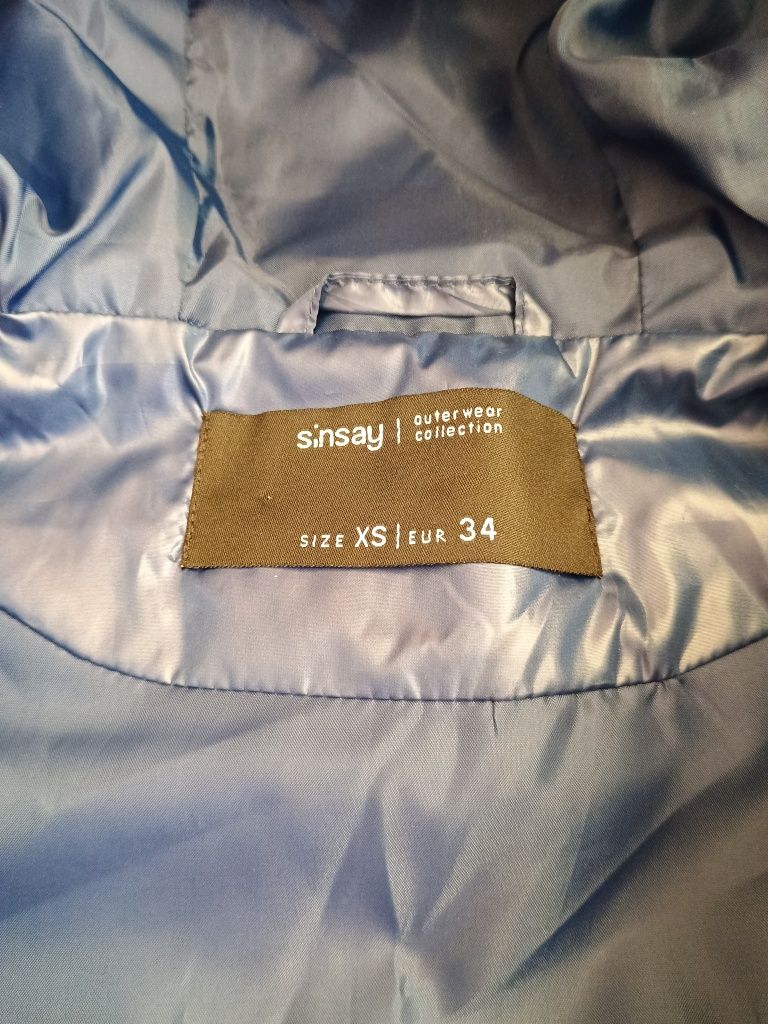 sinsay | outerwear
collection
SIZE XS | EUR 34